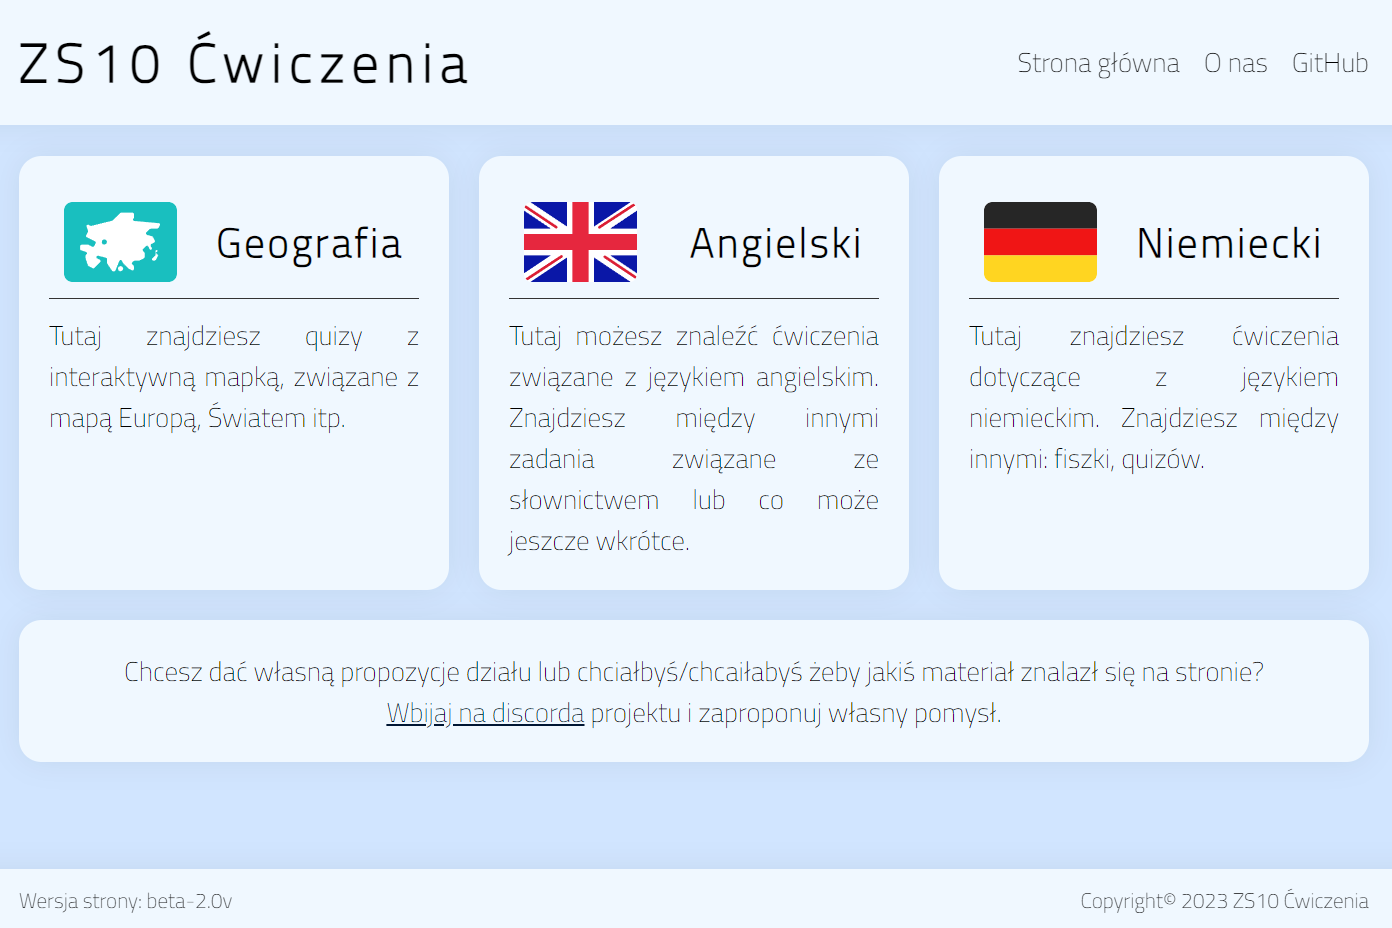 ZS10 Ćwiczenia
Strona główna O nas GitHub
Geografia
Tutaj znajdziesz quizy z
interaktywną mapką, związane z
mapą Europą, Światem itp.
Angielski
Tutaj możesz znaleźć ćwiczenia
związane z językiem angielskim.
Znajdziesz między innymi
zadania związane ze
słownictwem lub co może
jeszcze wkrótce.
Niemiecki
Tutaj znajdziesz ćwiczenia
dotyczące z językiem
niemieckim. Znajdziesz między
innymi: fiszki, quizów.
Chcesz dać własną propozycje działu lub chciałbyś/chcaiłabyś żeby jakiś materiał znalazł się na stronie?
Wbijaj na discorda projektu i zaproponuj własny pomysł.
Wersja strony: beta-2.0v
Copyright© 2023 ZS10 Ćwiczenia